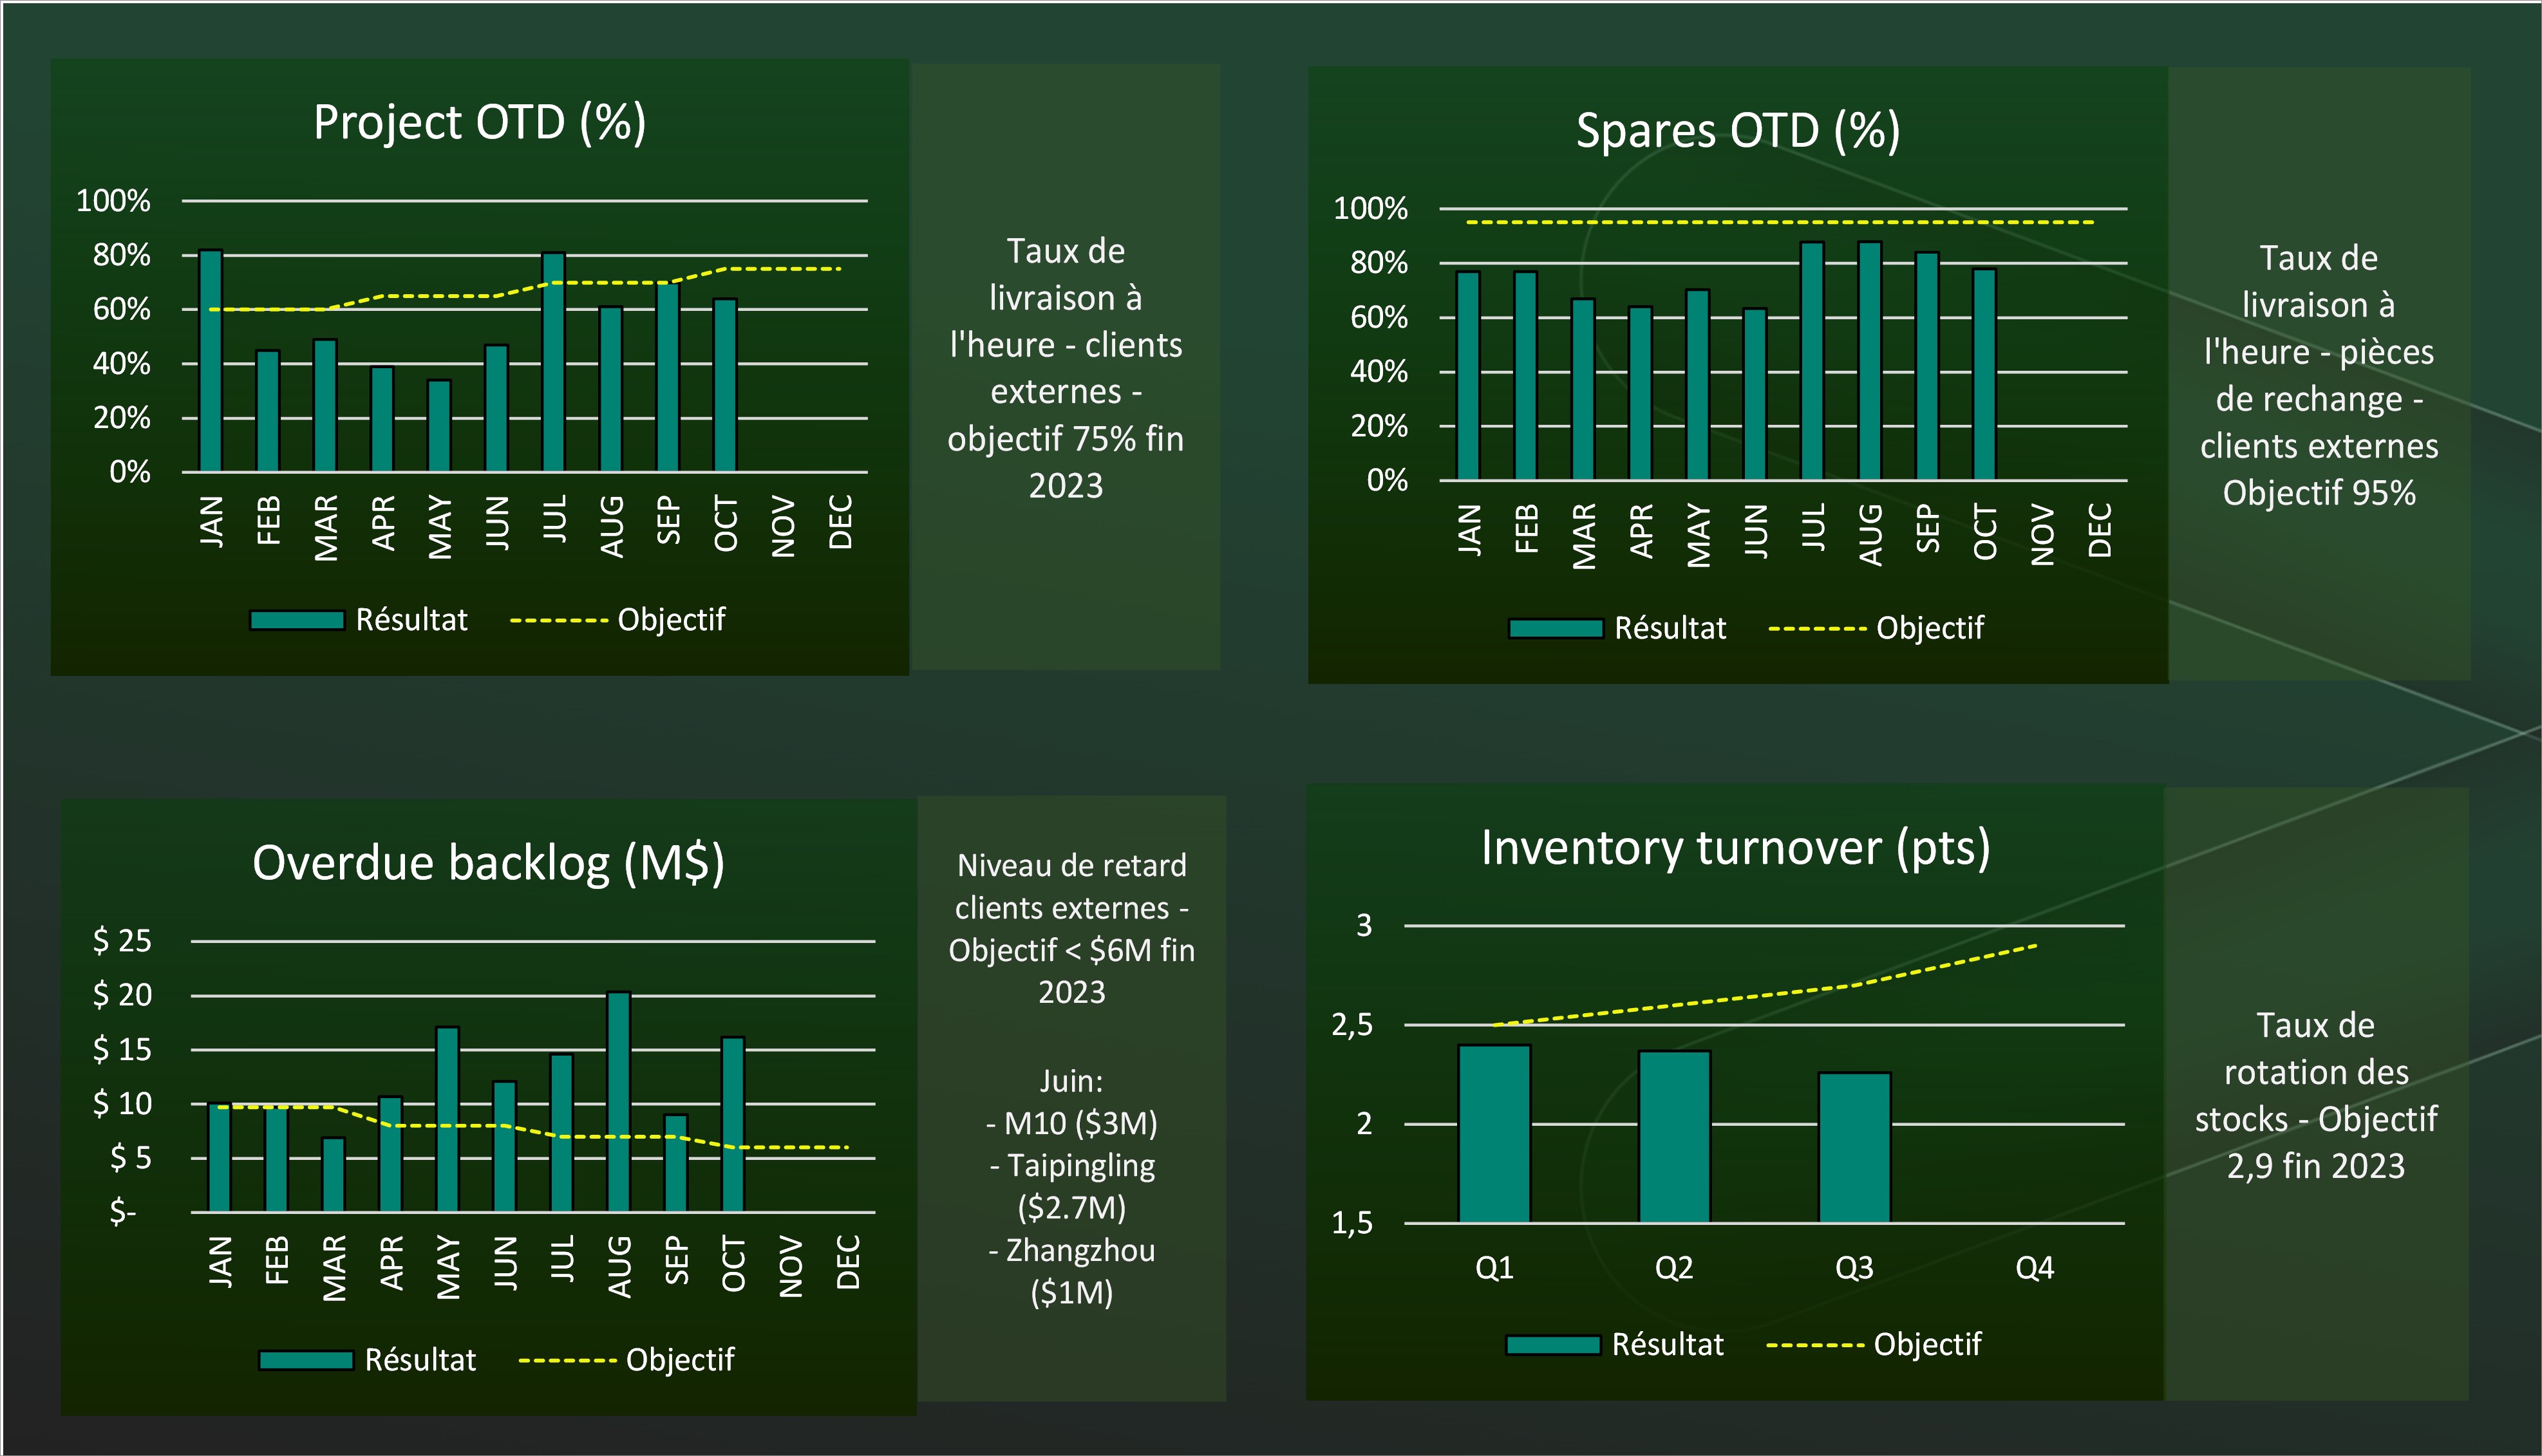 Project OTD (%)
100%
80%
60%
40%
20%
0%
JAN
FEB
MAR
APR
MAY
JUN
JUL
AUG
SEP
OCT
NOV
DEC
Résultat
Objectif
Taux de
livraison à
l'heure - clients
externes -
objectif 75% fin
2023
Spares OTD (%)
100%
80%
60%
40%
20%
0%
JAN
FEB
MAR
APR
MAY
JUN
JUL
AUG
SEP
OCT
NOV
DEC
Résultat
Objectif
Taux de
livraison à
l'heure - pièces
de rechange -
clients externes
Objectif 95%
Overdue backlog (M$)
$ 25
$ 20
$ 15
$ 10
$ 5
$-
JAN
FEB
MAR
APR
MAY
JUN
JUL
AUG
SEP
OCT
NOV
DEC
Résultat
Objectif
Niveau de retard
clients externes -
Objectif < $6M fin
2023
Juin:
- M10 ($3M)
- Taipingling
($2.7M)
- Zhangzhou
($1M)
Inventory turnover (pts)
3
2,5
2
1,5
Q1
Q2
Q3
Q4
Résultat
Objectif
Taux de
rotation des
stocks - Objectif
2,9 fin 2023